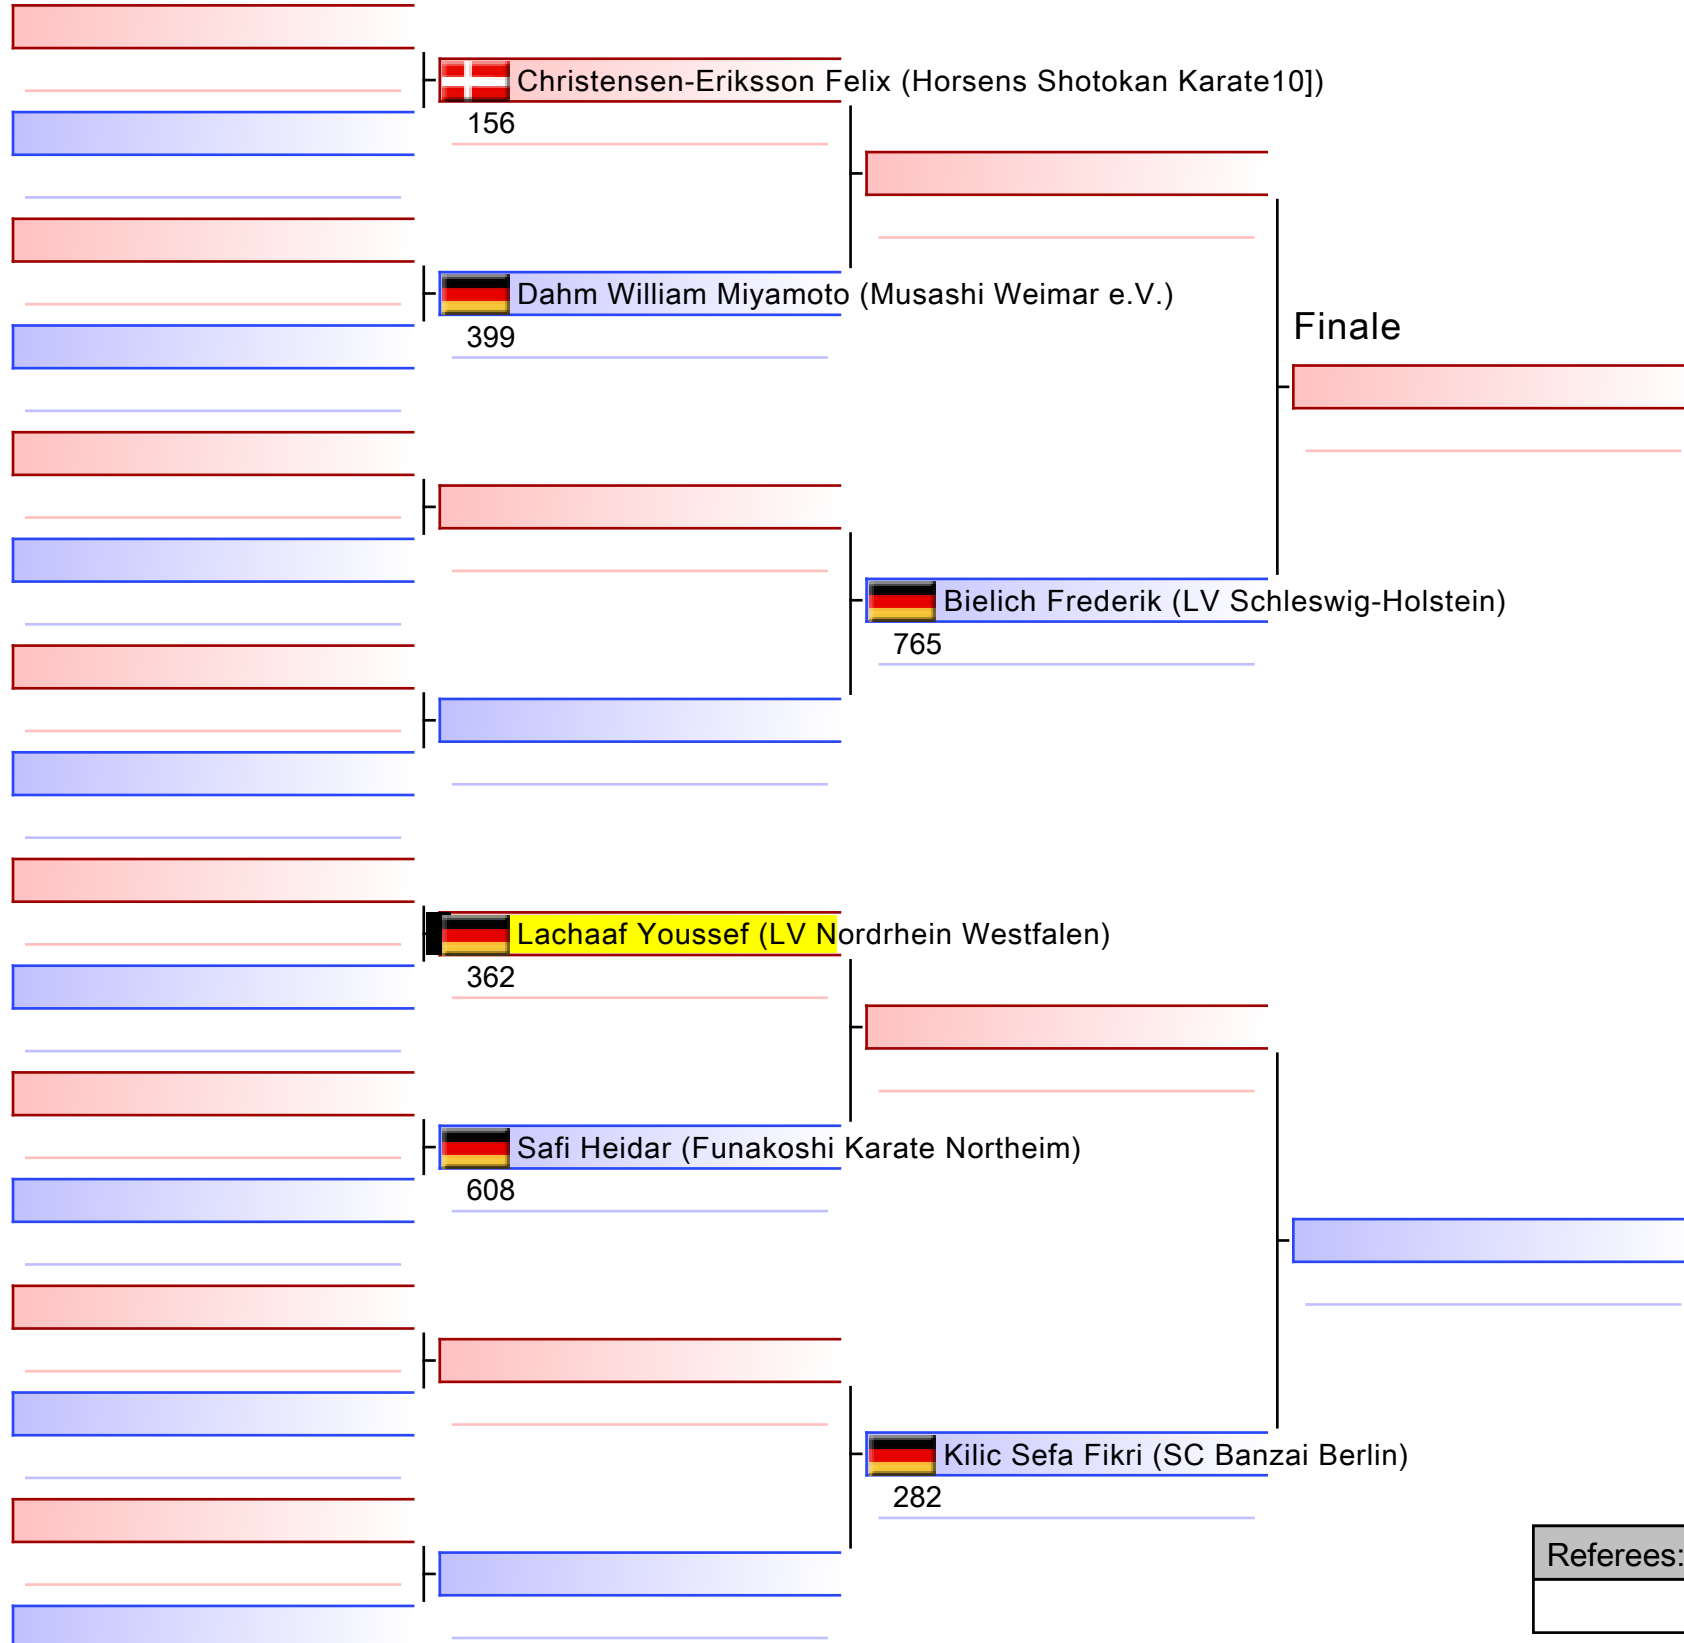 Christensen-Eriksson Felix (Horsens Shotokan Karate10])
156
Dahm William Miyamoto (Musashi Weimar e.V.)
399
Finale
Bielich Frederik (LV Schleswig-Holstein)
765
Lachaaf Youssef (LV Nordrhein Westfalen)
362
Safi Heidar (Funakoshi Karate Northeim)
608
Kilic Sefa Fikri (SC Banzai Berlin)
282
Referees: